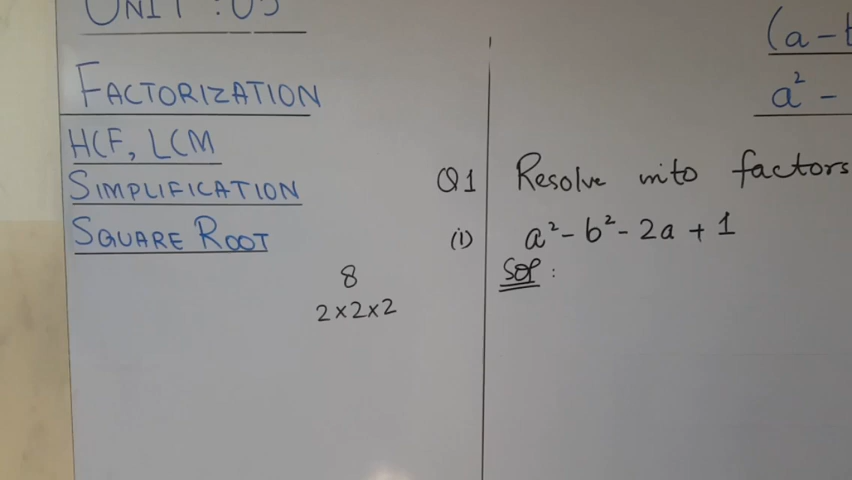 UNIT : 05
FACTORIZATION
HCF, LCM
SIMPLIFICATION
SQUARE ROOT
8
2×2×2
(a -
a² -
Q1 Resolve into factors
(i) a² - b² - 2a + 1
Sol :